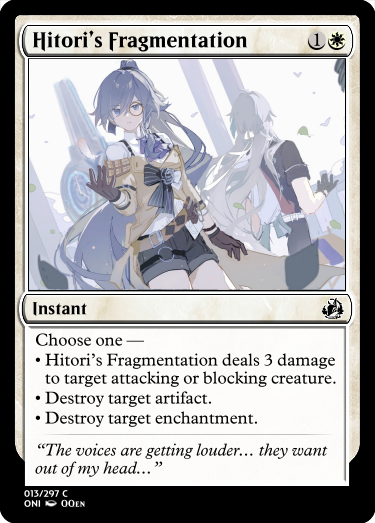 Hitori's Fragmentation 1
Instant
Choose one —
• Hitori's Fragmentation deals 3 damage
to target attacking or blocking creature.
• Destroy target artifact.
• Destroy target enchantment.
“The voices are getting louder… they want
out of my head…”
013/297 C
ONI OOEN